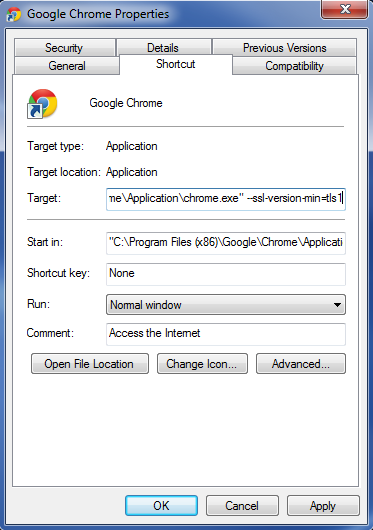 Google Chrome Properties
Security Details Previous Versions
General Shortcut Compatibility
Google Chrome
Target type: Application
Target location: Application
Target: me\Application\chrome.exe" --ssl-version-min=tls1
Start in: "C:\Program Files (x86)\Google\Chrome\Applicatio
Shortcut key: None
Run: Normal window
Comment: Access the Internet
Open File Location Change Icon... Advanced...
OK Cancel Apply